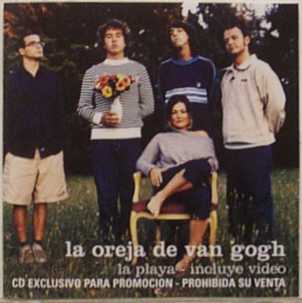 la oreja de van gogh
la playa - incluye video
CD EXCLUSIVO PARA PROMOCION - PROHIBIDA SU VENTA